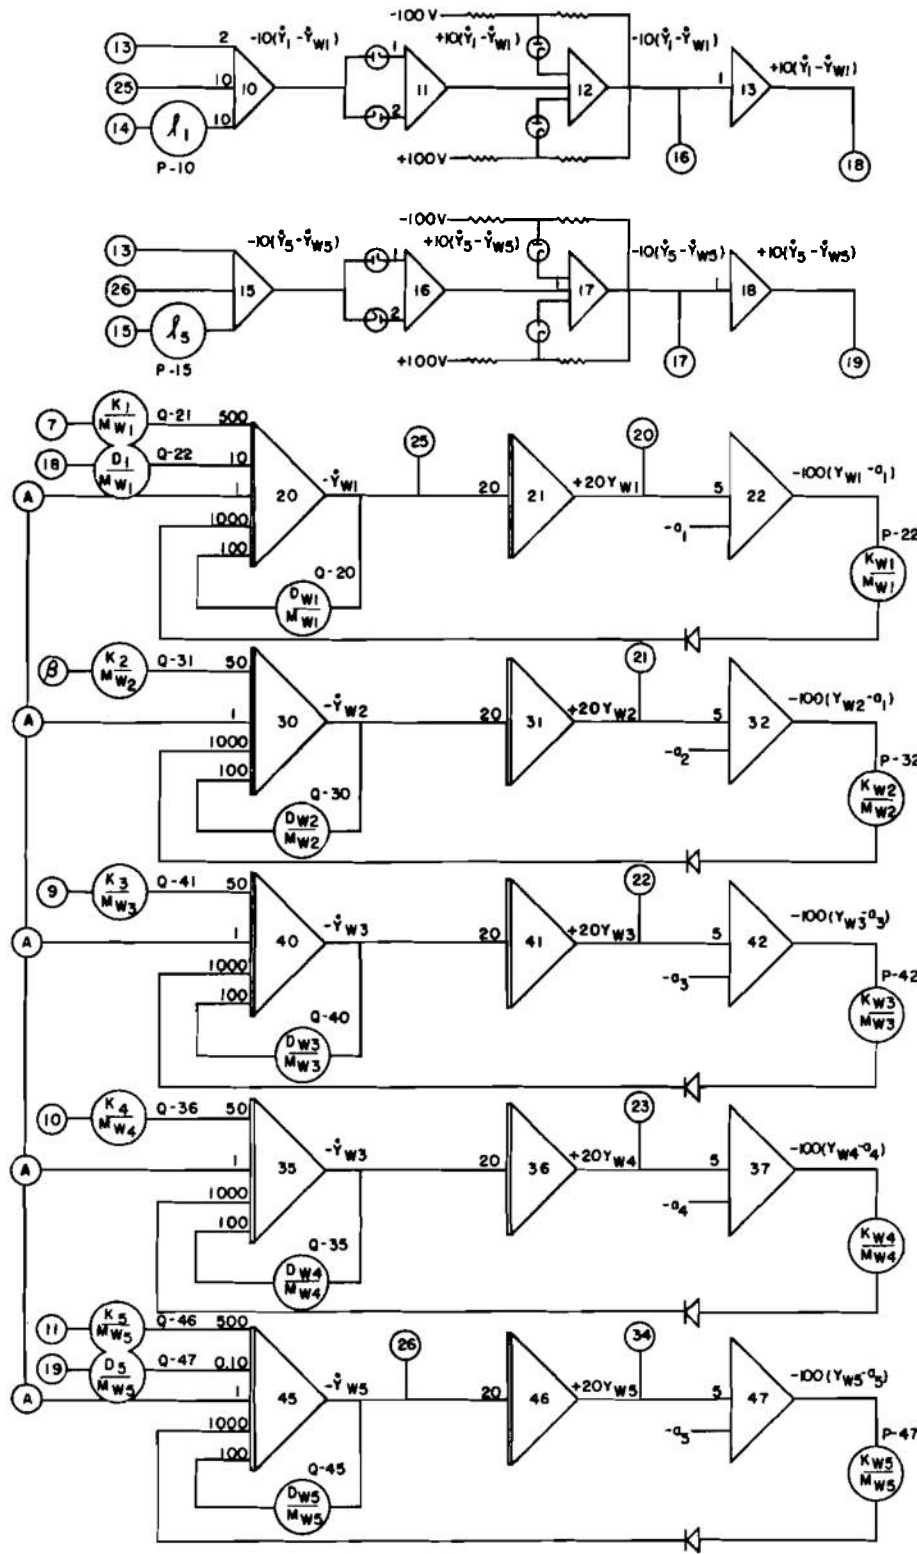 -100V
13 2 -10(Ẏ1-ẎW1) 1 +10(Ẏ1-ẎW1) -10(Ẏ1-ẎW1) +10(Ẏ1-ẎW1)
25 10 10 11 12 1 13
14 ℓ1 10 2
P-10 +100V 16 18
-100V
13 -10(Ẏ5-ẎW5) 1 +10(Ẏ5-ẎW5) -10(Ẏ5-ẎW5) +10(Ẏ5-ẎW5)
26 15 16 1 17 1 18
15 ℓ5 2
P-15 +100V 17 19
7 K1/MW1 Q-21 500 25 20
18 D1/MW1 Q-22 10 -ẎW1 +20YW1 -100(YW1-a1)
A 1 20 20 21 5 22
1000 -a1 P-22
100 Q-20 KW1/MW1
DW1/MW1
β K2/MW2 Q-31 50 21
A 1 30 -ẎW2 20 31 +20YW2 5 32 -100(YW2-a1)
1000 -a2 P-32
100 Q-30 KW2/MW2
DW2/MW2
9 K3/MW3 Q-41 50 22
A 1 40 -ẎW3 20 41 +20YW3 5 42 -100(YW3-a3)
1000 -a3 P-42
100 Q-40 KW3/MW3
DW3/MW3
10 K4/MW4 Q-36 50 23
A 1 35 -ẎW3 20 36 +20YW4 5 37 -100(YW4-a4)
1000 -a4
100 Q-35 KW4/MW4
DW4/MW4
11 K5/MW5 Q-46 500 26 34
19 D5/MW5 Q-47 0.10 -ẎW5 +20YW5 -100(YW5-a5)
A 1 45 20 46 5 47
1000 -a5 P-47
100 Q-45 KW5/MW5
DW5/MW5